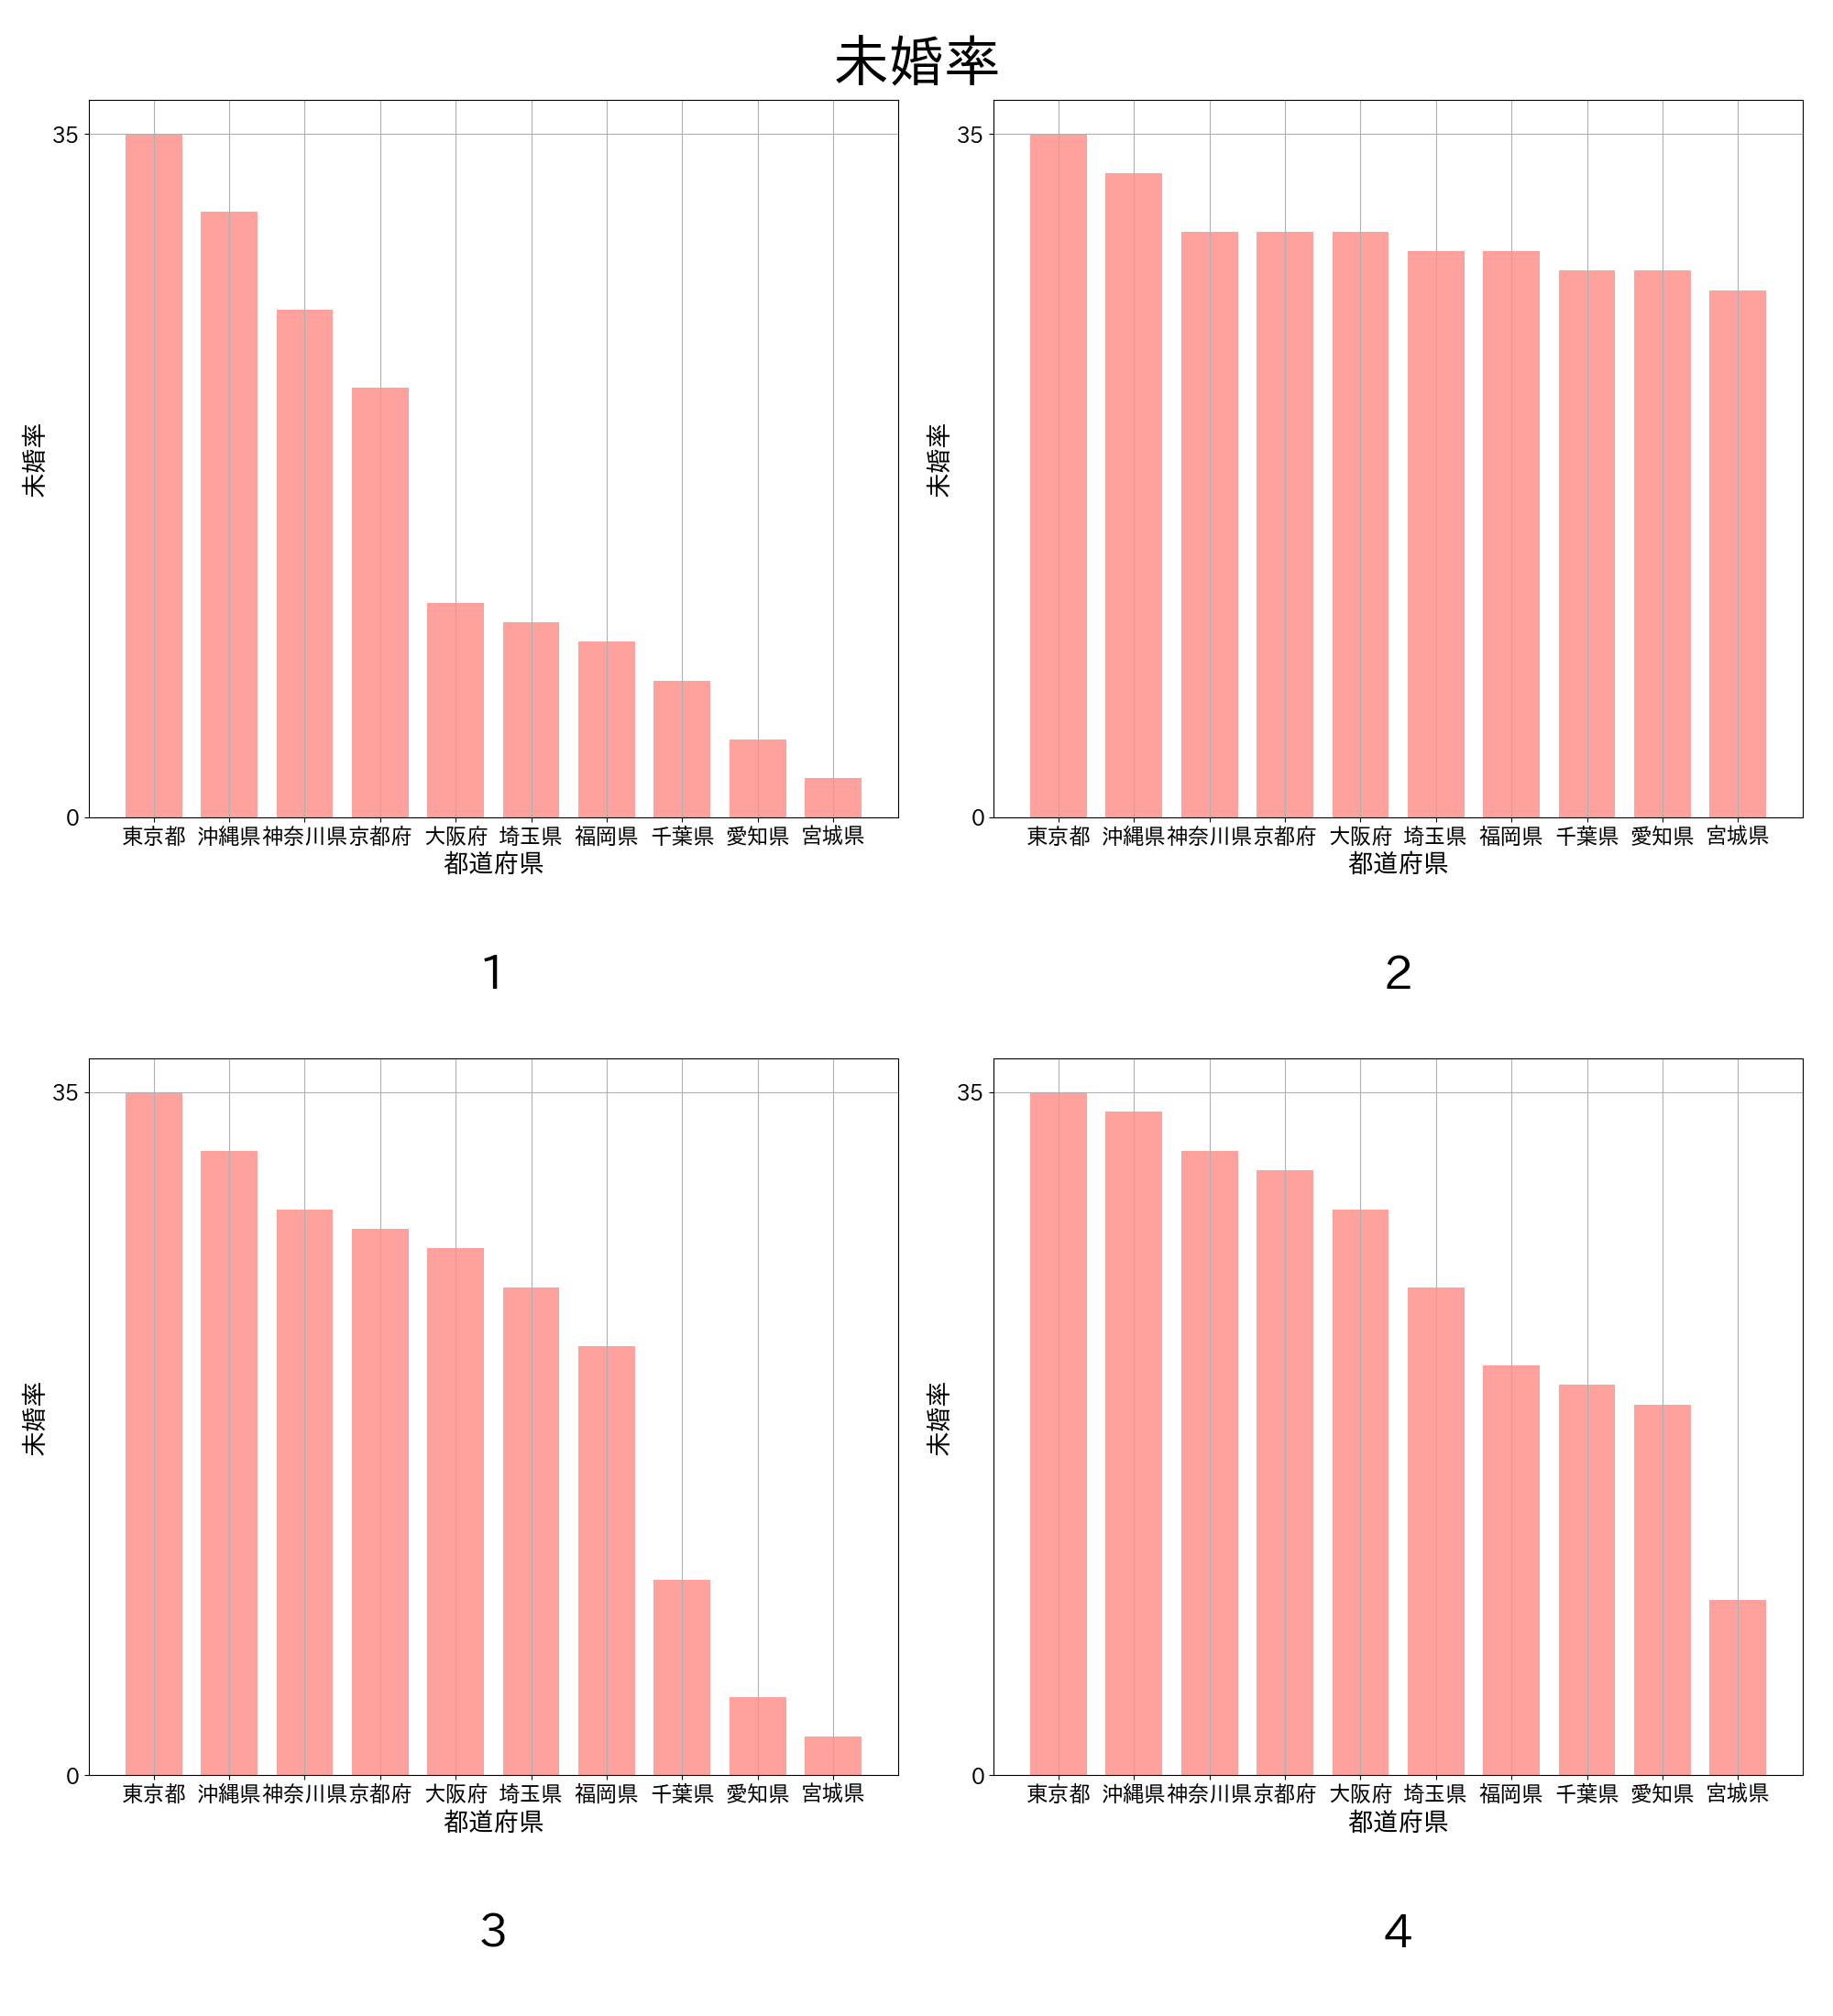 未婚率
35
0
未婚率
東京都 沖縄県 神奈川県 京都府 大阪府 埼玉県 福岡県 千葉県 愛知県 宮城県
都道府県
1
35
0
未婚率
東京都 沖縄県 神奈川県 京都府 大阪府 埼玉県 福岡県 千葉県 愛知県 宮城県
都道府県
2
35
0
未婚率
東京都 沖縄県 神奈川県 京都府 大阪府 埼玉県 福岡県 千葉県 愛知県 宮城県
都道府県
3
35
0
未婚率
東京都 沖縄県 神奈川県 京都府 大阪府 埼玉県 福岡県 千葉県 愛知県 宮城県
都道府県
4